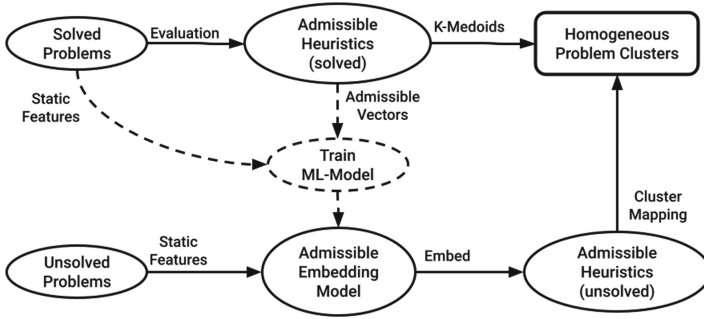 Solved
Problems
Evaluation
Admissible
Heuristics
(solved)
K-Medoids
Homogeneous
Problem Clusters
Static
Features
Admissible
Vectors
Train
ML-Model
Cluster
Mapping
Unsolved
Problems
Static
Features
Admissible
Embedding
Model
Embed
Admissible
Heuristics
(unsolved)